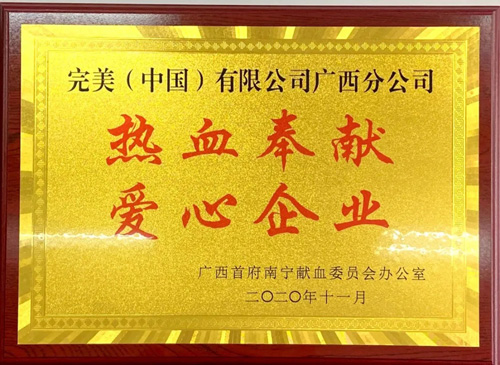 完美（中国）有限公司广西分公司
热血奉献
爱心企业
广西首府南宁献血委员会办公室
二〇二〇年十一月